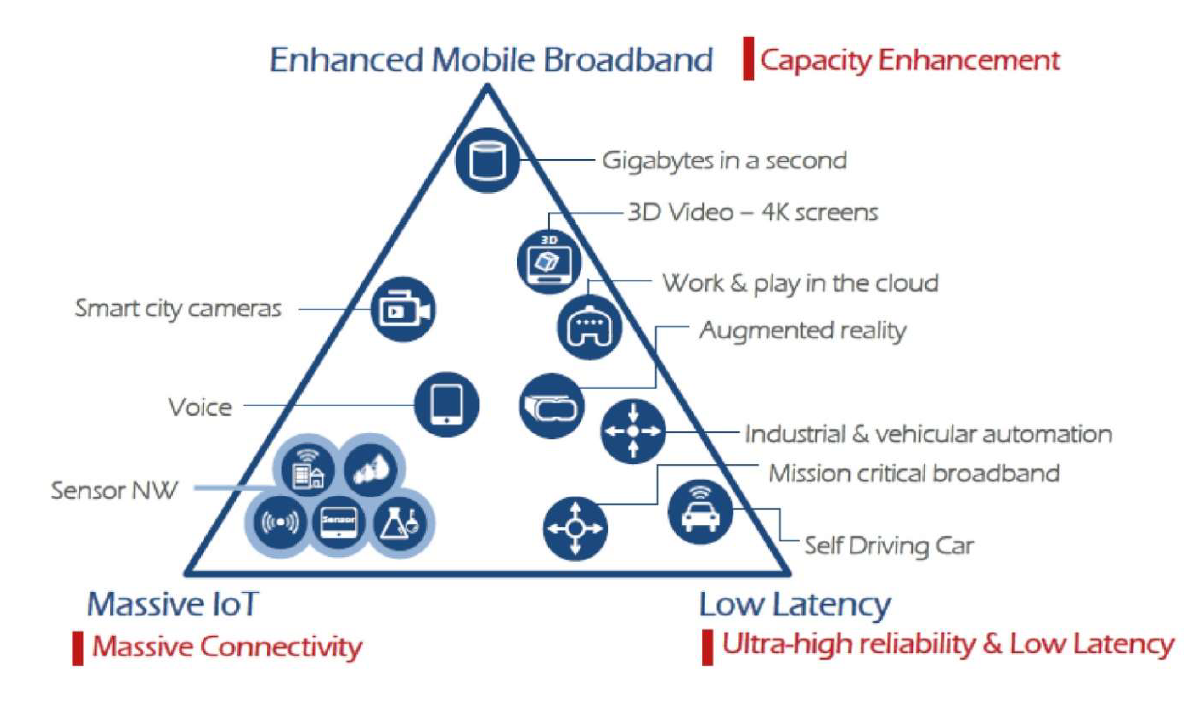 Enhanced Mobile Broadband
Capacity Enhancement
Gigabytes in a second
3D Video – 4K screens
3D
Work & play in the cloud
Smart city cameras
Augmented reality
Voice
Industrial & vehicular automation
Mission critical broadband
Sensor NW
Sensor
Self Driving Car
Massive IoT
Low Latency
Massive Connectivity
Ultra-high reliability & Low Latency